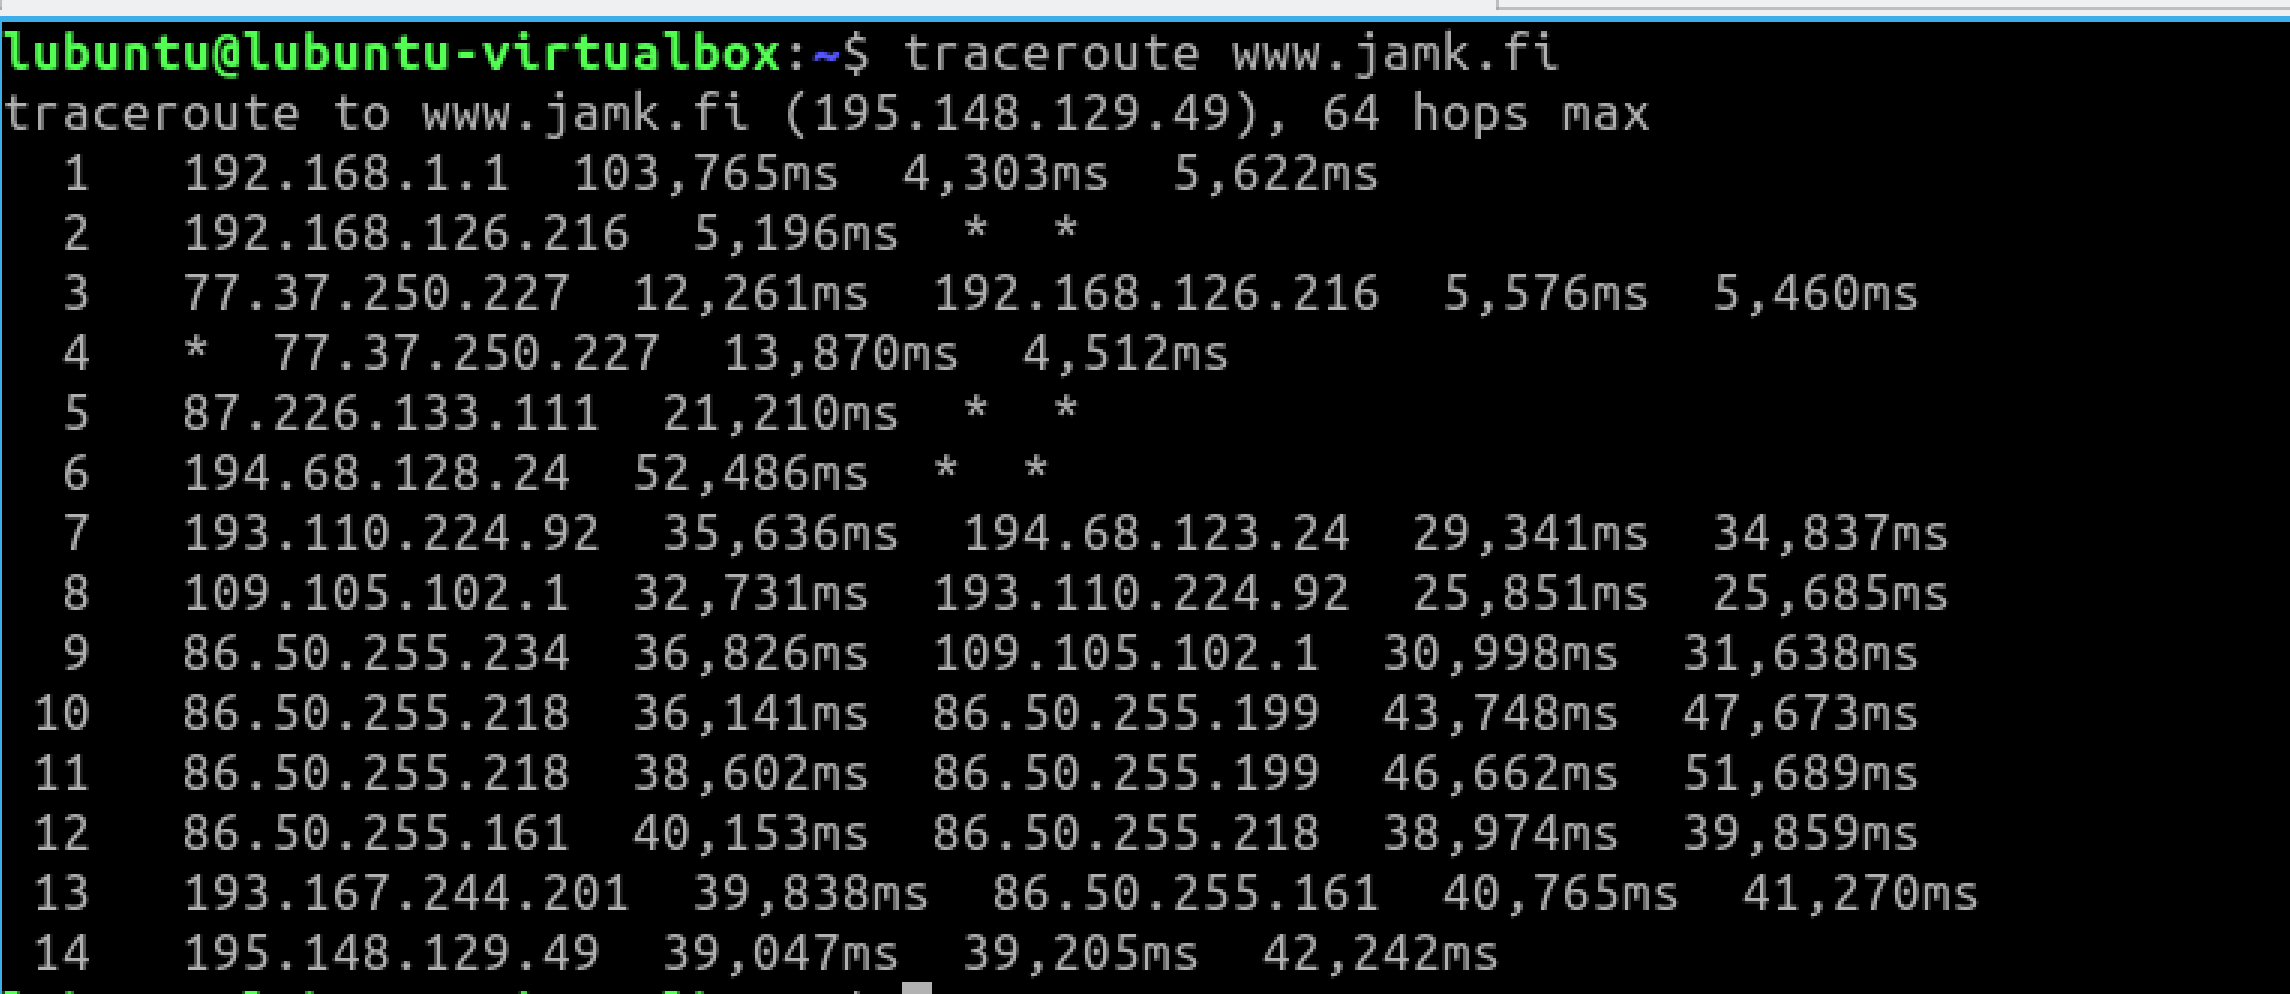 lubuntu@lubuntu-virtualbox:~$ traceroute www.jamk.fi
traceroute to www.jamk.fi (195.148.129.49), 64 hops max
1 192.168.1.1 103,765ms 4,303ms 5,622ms
2 192.168.126.216 5,196ms * *
3 77.37.250.227 12,261ms 192.168.126.216 5,576ms 5,460ms
4 * 77.37.250.227 13,870ms 4,512ms
5 87.226.133.111 21,210ms * *
6 194.68.128.24 52,486ms * *
7 193.110.224.92 35,636ms 194.68.123.24 29,341ms 34,837ms
8 109.105.102.1 32,731ms 193.110.224.92 25,851ms 25,685ms
9 86.50.255.234 36,826ms 109.105.102.1 30,998ms 31,638ms
10 86.50.255.218 36,141ms 86.50.255.199 43,748ms 47,673ms
11 86.50.255.218 38,602ms 86.50.255.199 46,662ms 51,689ms
12 86.50.255.161 40,153ms 86.50.255.218 38,974ms 39,859ms
13 193.167.244.201 39,838ms 86.50.255.161 40,765ms 41,270ms
14 195.148.129.49 39,047ms 39,205ms 42,242ms